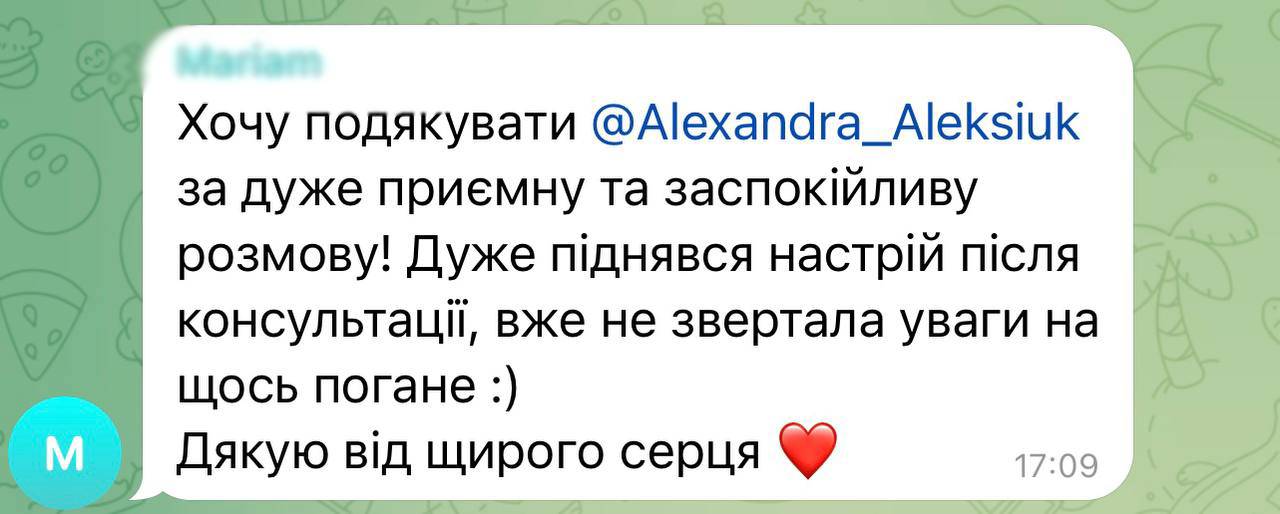 Mariam
Хочу подякувати @Alexandra_Aleksiuk
за дуже приємну та заспокійливу
розмову! Дуже піднявся настрій після
консультації, вже не звертала уваги на
щось погане :)
Дякую від щирого серця ❤️
17:09
M